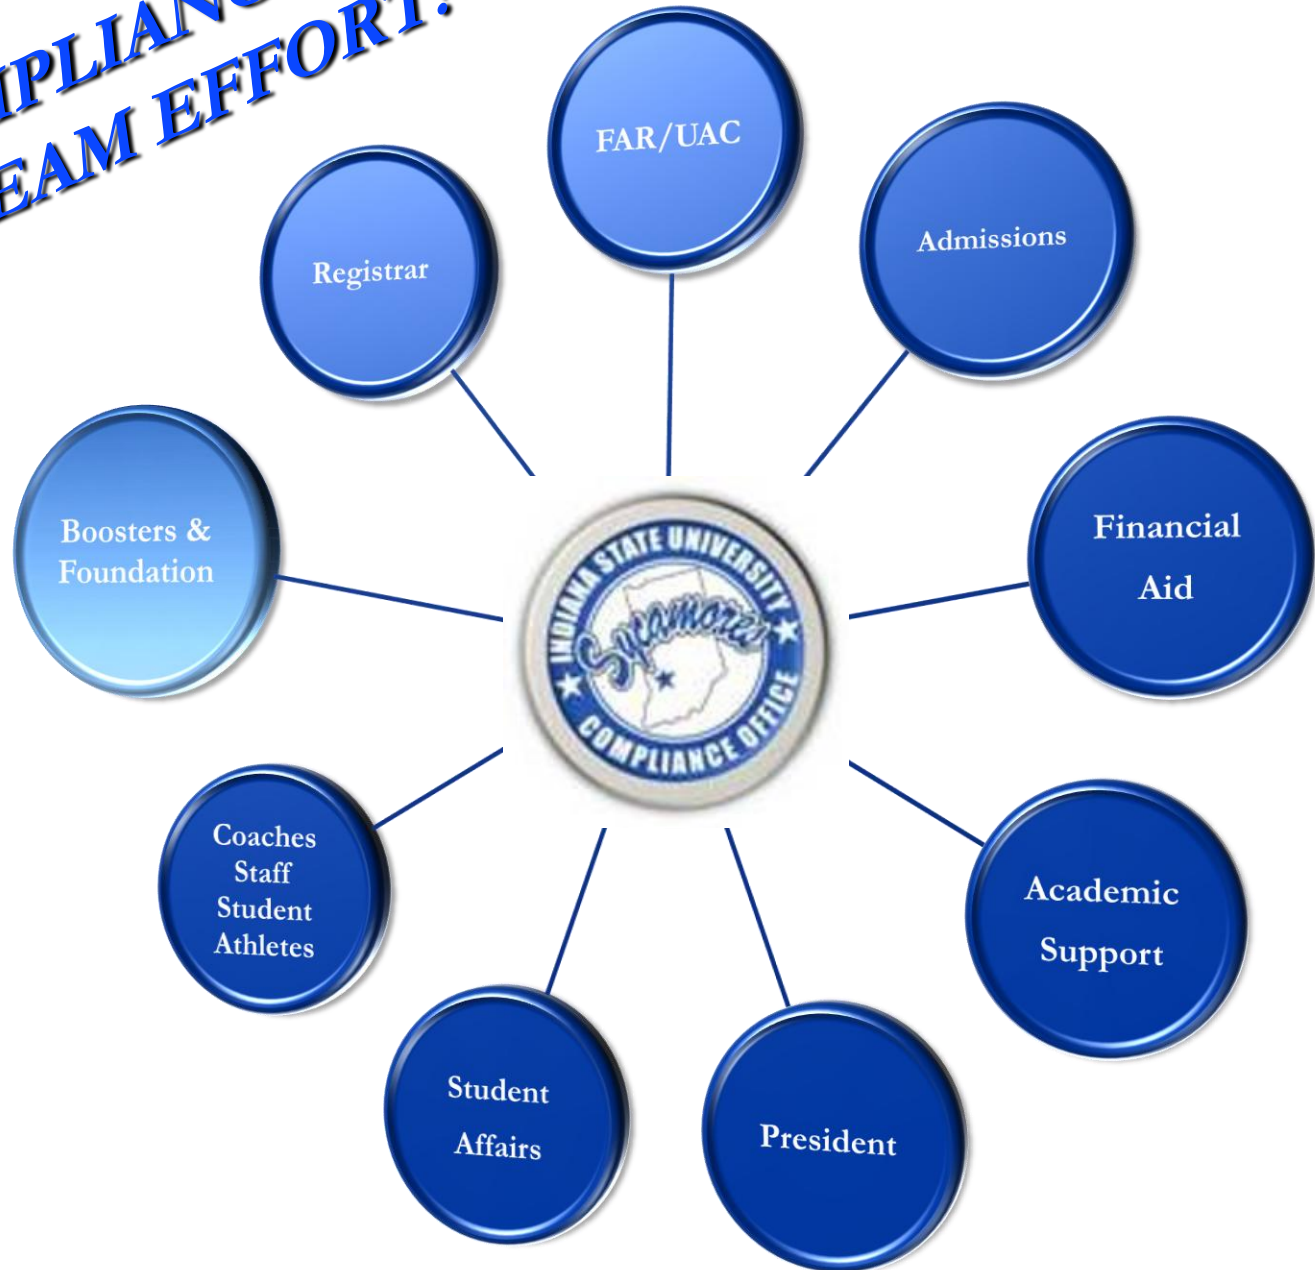 MPLIANC
EAM EFFORT!
FAR/UAC
Registrar
Admissions
Boosters &
Foundation
Financial
Aid
INDIANA STATE UNIVERSITY
Sycamores
COMPLIANCE OFFICE
Coaches
Staff
Student
Athletes
Academic
Support
Student
Affairs
President